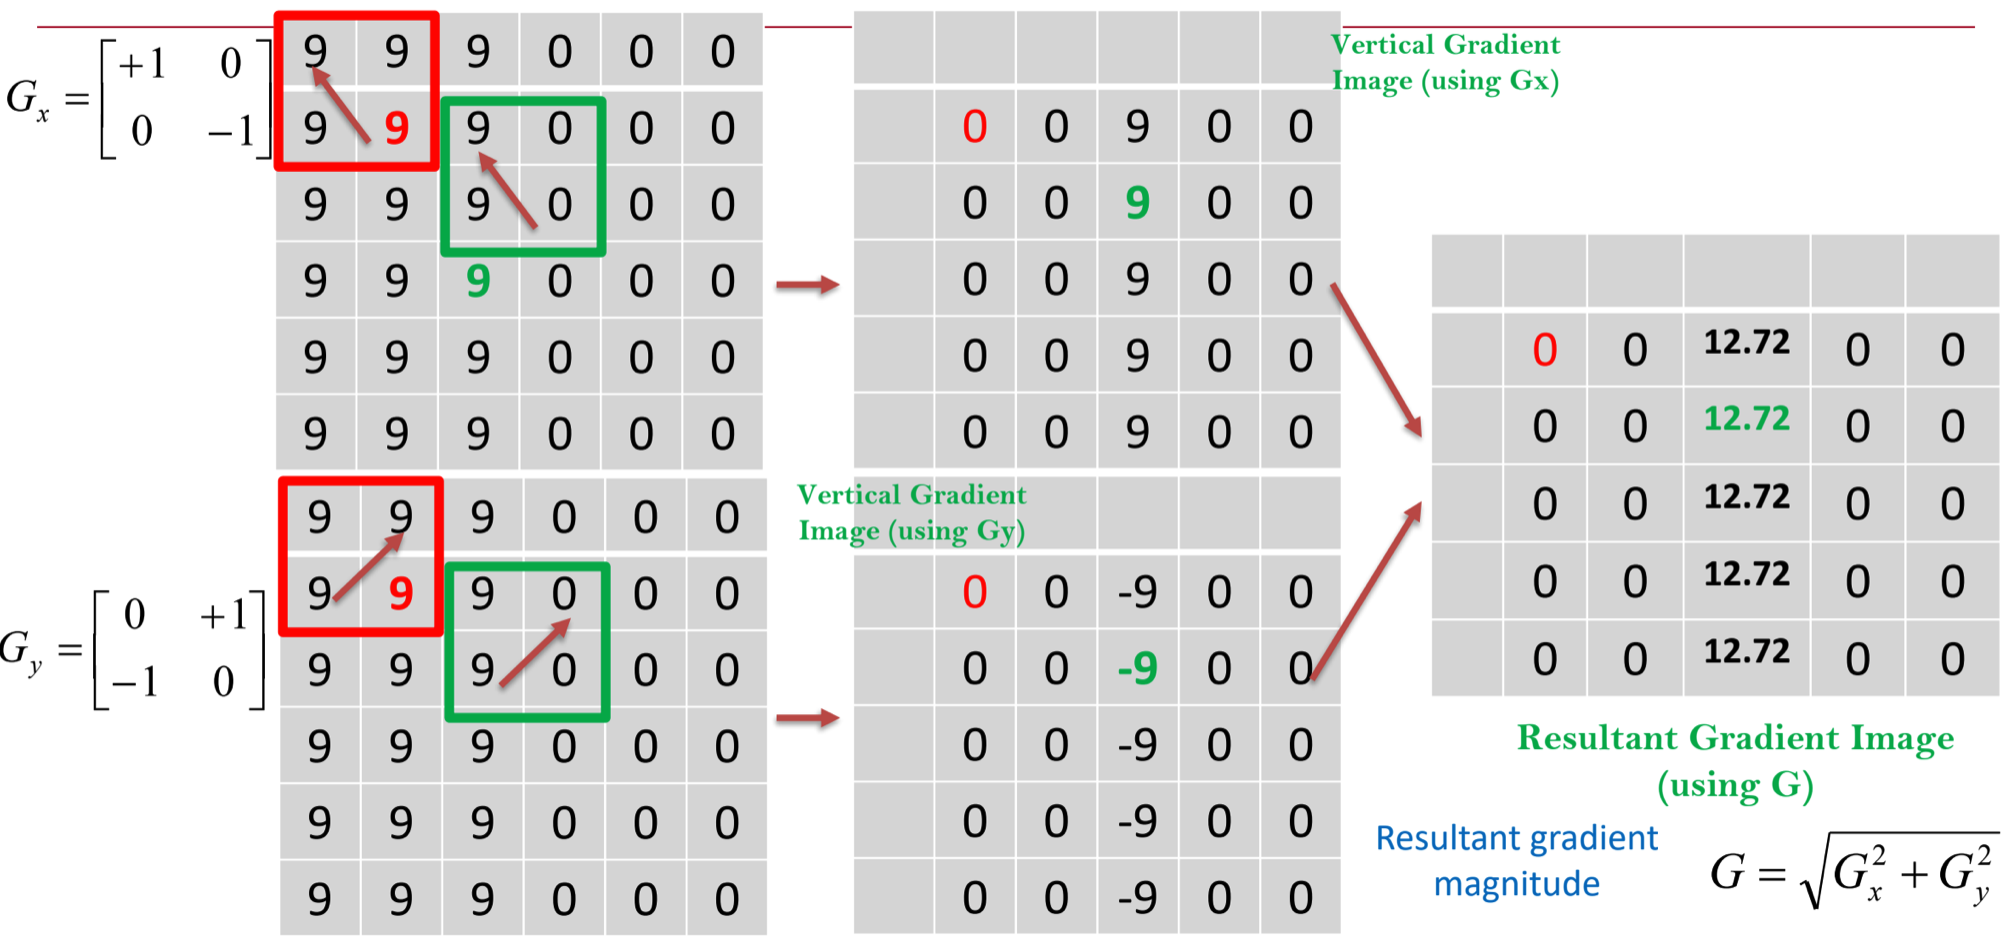 G_x = [ +1 0
0 -1 ]
9 9 9 0 0 0
9 9 9 0 0 0
9 9 9 0 0 0
9 9 9 0 0 0
9 9 9 0 0 0
9 9 9 0 0 0
Vertical Gradient
Image (using Gx)
0 0 9 0 0
0 0 9 0 0
0 0 9 0 0
0 0 9 0 0
0 0 9 0 0
G_y = [ 0 +1
-1 0 ]
9 9 9 0 0 0
9 9 9 0 0 0
9 9 9 0 0 0
9 9 9 0 0 0
9 9 9 0 0 0
9 9 9 0 0 0
Vertical Gradient
Image (using Gy)
0 0 -9 0 0
0 0 -9 0 0
0 0 -9 0 0
0 0 -9 0 0
0 0 -9 0 0
0 0 12.72 0 0
0 0 12.72 0 0
0 0 12.72 0 0
0 0 12.72 0 0
0 0 12.72 0 0
Resultant Gradient Image
(using G)
Resultant gradient
magnitude
G = √(G_x^2 + G_y^2)